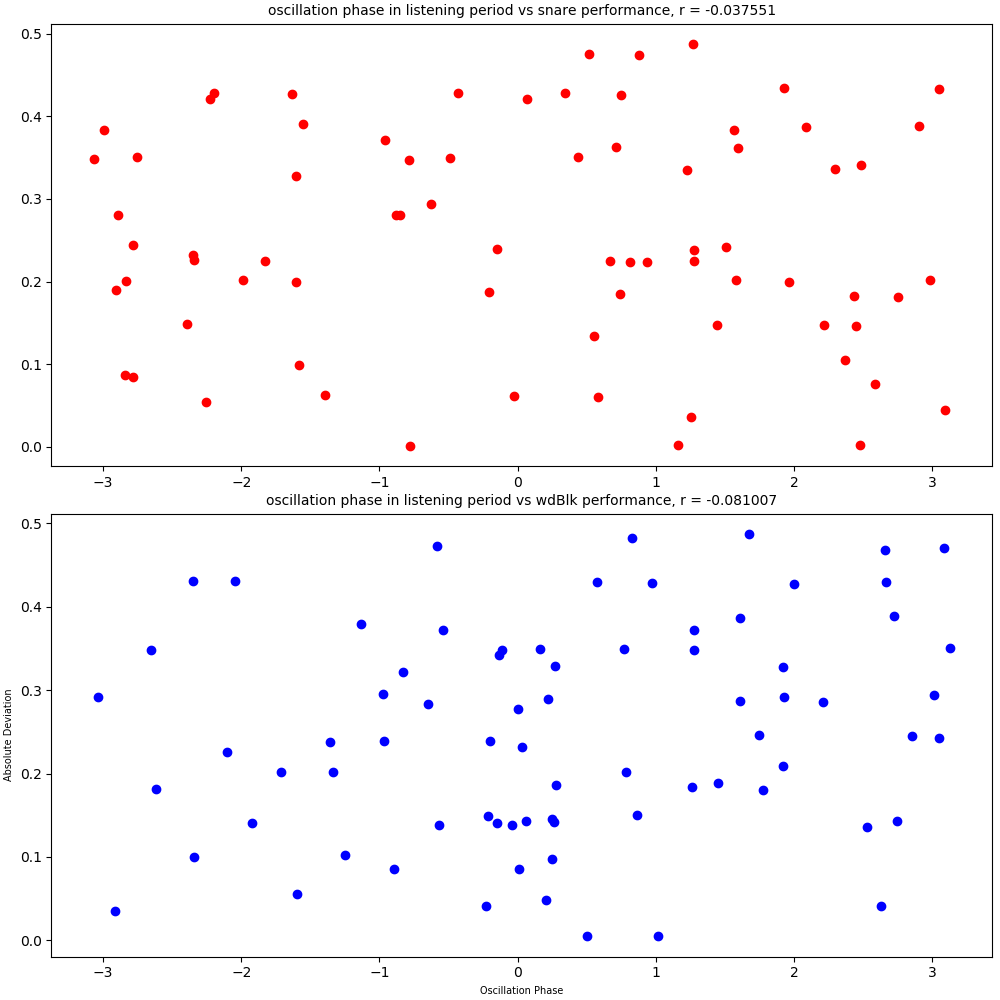 oscillation phase in listening period vs snare performance, r = -0.037551
0.5
0.4
0.3
0.2
0.1
0.0
−3 −2 −1 0 1 2 3
oscillation phase in listening period vs wdBlk performance, r = -0.081007
0.5
0.4
0.3
0.2
0.1
0.0
Absolute Deviation
−3 −2 −1 0 1 2 3
Oscillation Phase